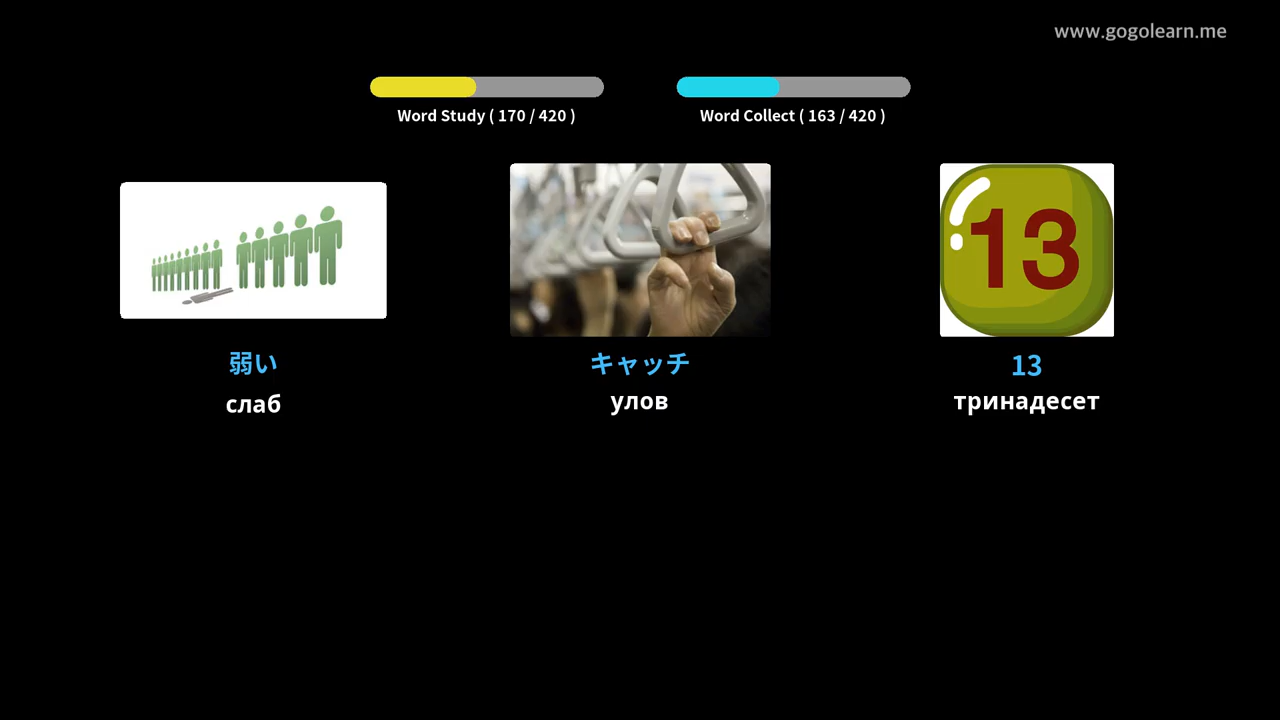 www.gogolearn.me
Word Study ( 170 / 420 )
Word Collect ( 163 / 420 )
13
弱い
キャッチ
13
слаб
улов
тринадесет